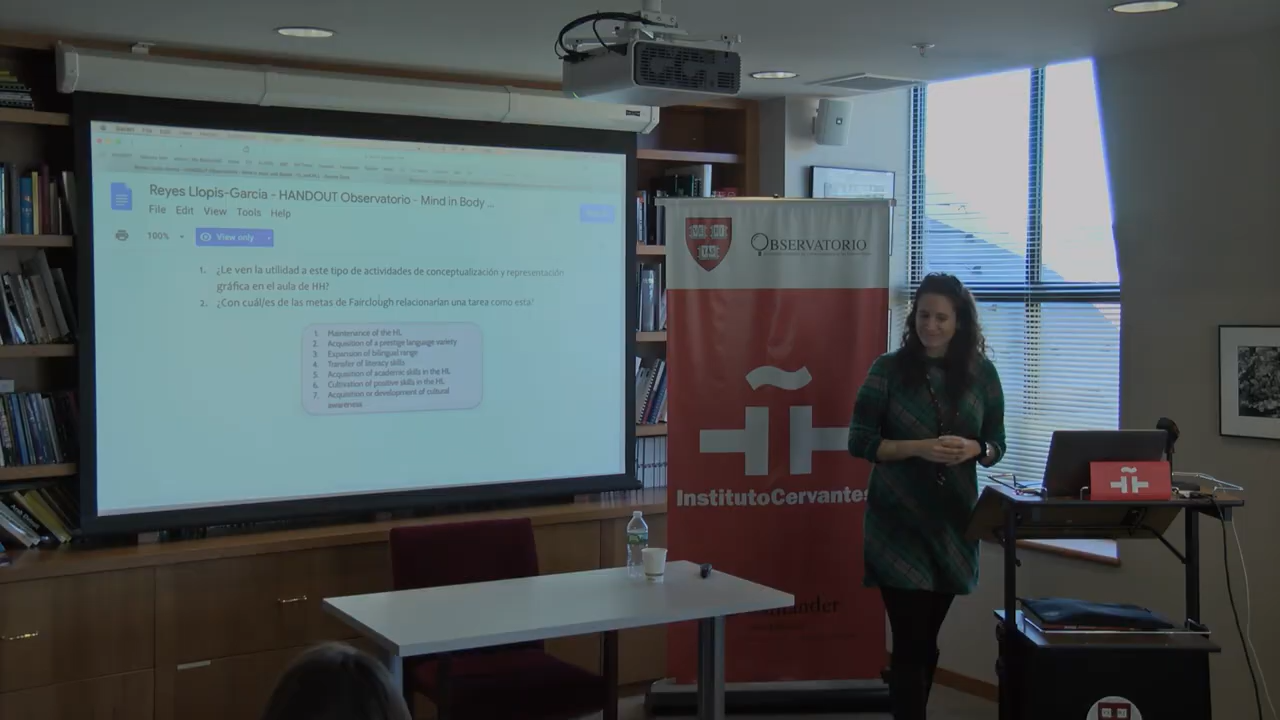 Reyes Llopis-Garcia - HANDOUT Observatorio - Mind in Body ...
File Edit View Tools Help
100%
View only
1. ¿Le ven la utilidad a este tipo de actividades de conceptualización y representación
gráfica en el aula de HH?
2. ¿Con cuál/es de las metas de Fairclough relacionarían una tarea como esta?
1. Maintenance of the HL
2. Acquisition of a prestige language variety
3. Expansion of bilingual range
4. Transfer of literacy skills
5. Acquisition of academic skills in the HL
6. Cultivation of positive skills in the HL
7. Acquisition or development of cultural
awareness
OBSERVATORIO
InstitutoCervantes